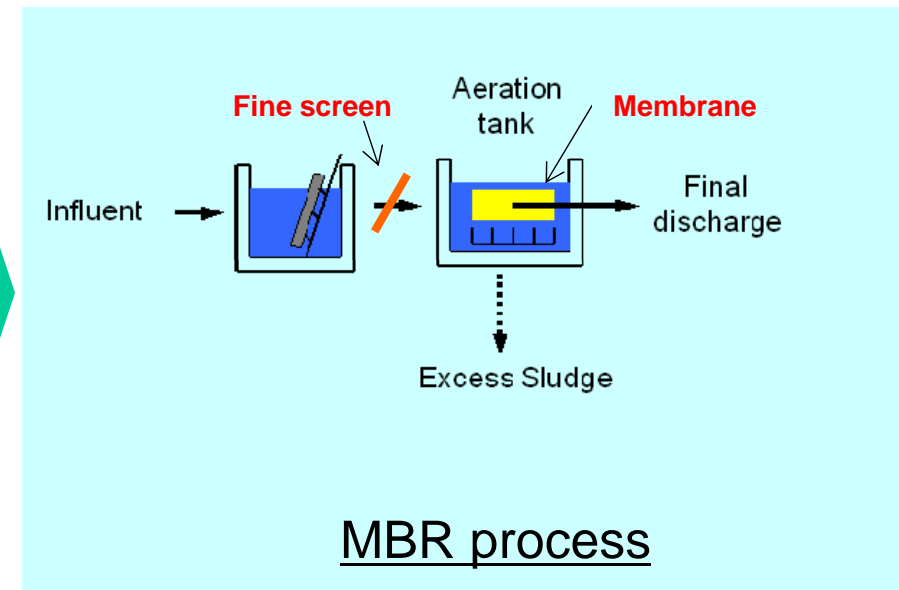 Aeration
tank
Fine screen
Membrane
Influent
Final
discharge
Excess Sludge
MBR process